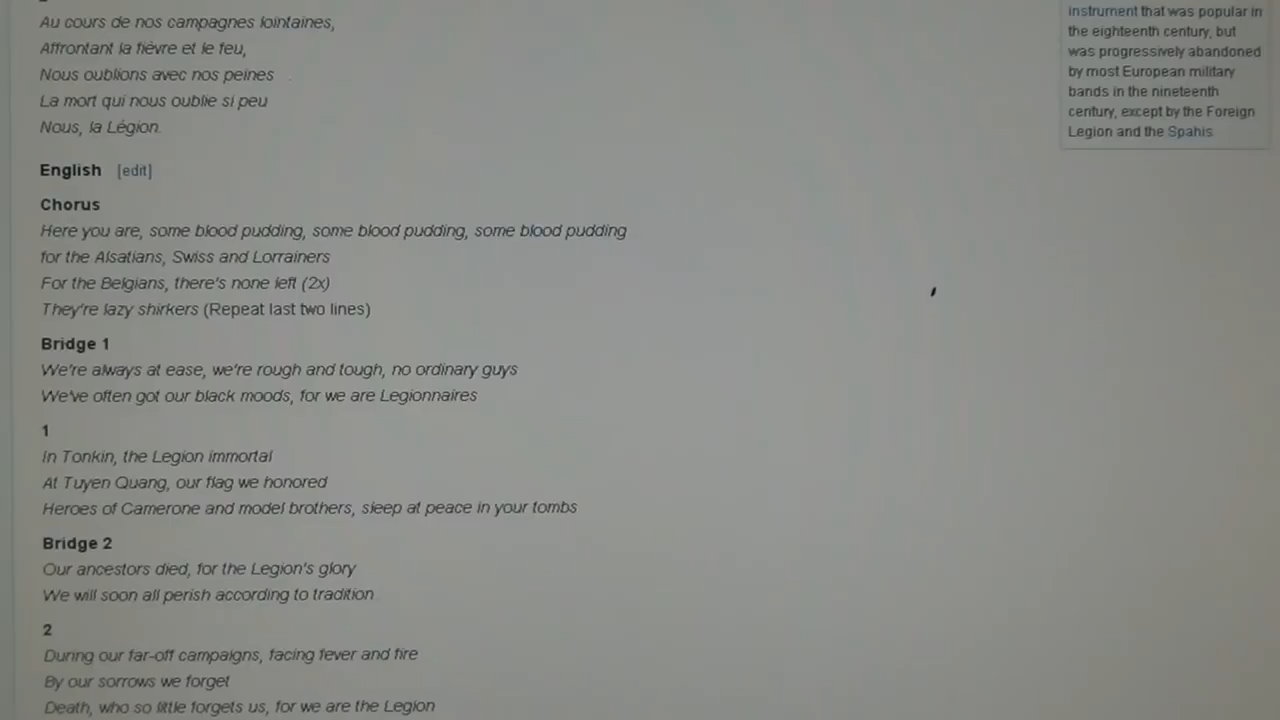 Au cours de nos campagnes lointaines,
Affrontant la fièvre et le feu,
Nous oublions avec nos peines
La mort qui nous oublie si peu
Nous, la Légion.
English [edit]
Chorus
Here you are, some blood pudding, some blood pudding, some blood pudding
for the Alsatians, Swiss and Lorrainers
For the Belgians, there's none left (2x)
They're lazy shirkers (Repeat last two lines)
Bridge 1
We're always at ease, we're rough and tough, no ordinary guys
We've often got our black moods, for we are Legionnaires
1
In Tonkin, the Legion immortal
At Tuyen Quang, our flag we honored
Heroes of Camerone and model brothers, sleep at peace in your tombs
Bridge 2
Our ancestors died, for the Legion's glory
We will soon all perish according to tradition
2
During our far-off campaigns, facing fever and fire
By our sorrows we forget
Death, who so little forgets us, for we are the Legion
instrument that was popular in
the eighteenth century, but
was progressively abandoned
by most European military
bands in the nineteenth
century, except by the Foreign
Legion and the Spahis